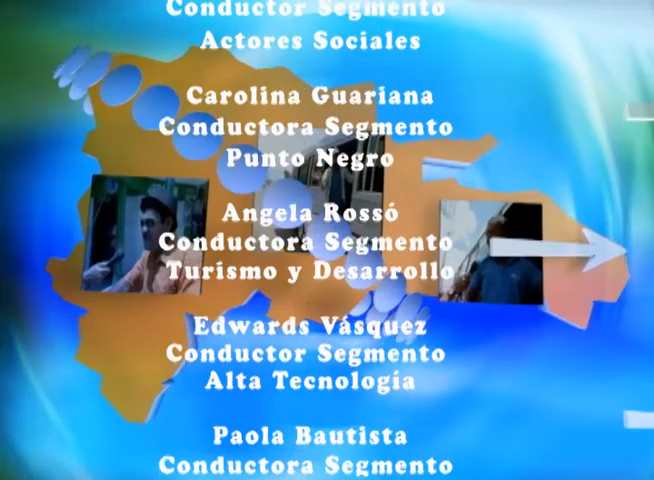 Conductor Segmento
Actores Sociales
Carolina Guariana
Conductora Segmento
Punto Negro
Angela Rossó
Conductora Segmento
Turismo y Desarrollo
Edwards Vásquez
Conductor Segmento
Alta Tecnología
Paola Bautista
Conductora Segmento